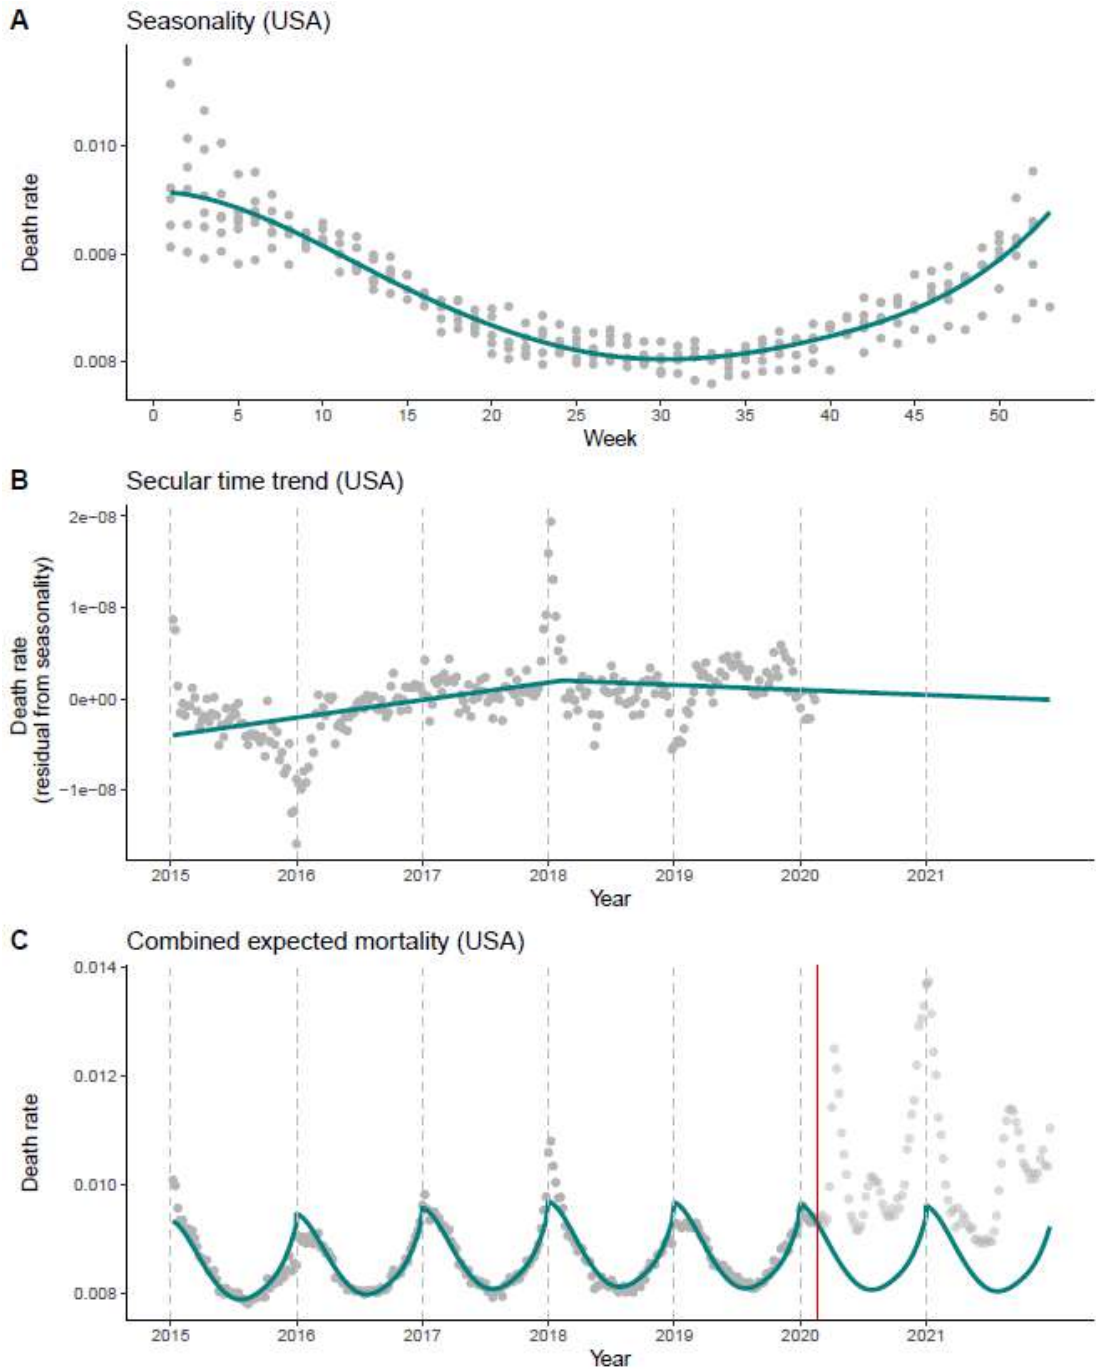 A
Seasonality (USA)
Death rate
0.010
0.009
0.008
0 5 10 15 20 25 30 35 40 45 50
Week
B
Secular time trend (USA)
Death rate
(residual from seasonality)
2e−08
1e−08
0e+00
−1e−08
2015 2016 2017 2018 2019 2020 2021
Year
C
Combined expected mortality (USA)
Death rate
0.014
0.012
0.010
0.008
2015 2016 2017 2018 2019 2020 2021
Year